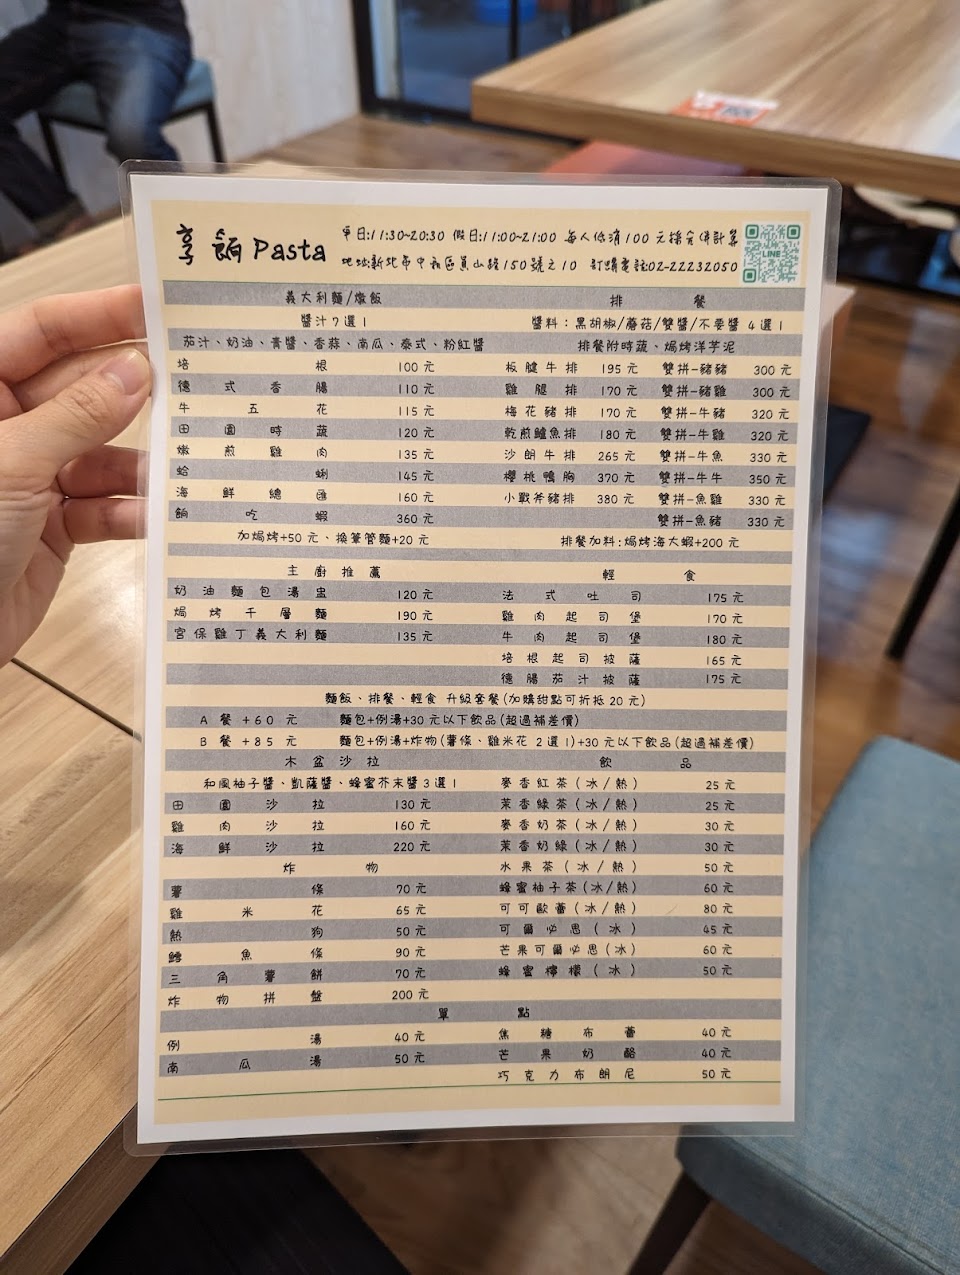 享餉 Pasta
平日:11:30~20:30 假日:11:00~21:00 每人低消100元採合併計算
地址:新北市中和區員山路150號之10 訂購電話:02-22232050
LINE
義大利麵/燉飯
醬汁7選1
茄汁、奶油、青醬、香蒜、南瓜、泰式、粉紅醬
培根 100元
德式香腸 110元
牛五花 115元
田園時蔬 120元
嫩煎雞肉 135元
蛤蜊 145元
海鮮總匯 160元
餉吃蝦 360元
加焗烤+50元、換筆管麵+20元
排餐
醬料：黑胡椒/蘑菇/雙醬/不要醬 4選1
排餐附時蔬、焗烤洋芋泥
板腱牛排 195元 雙拼-豬豬 300元
雞腿排 170元 雙拼-豬雞 300元
梅花豬排 170元 雙拼-牛豬 320元
乾煎鱸魚排 180元 雙拼-牛雞 320元
沙朗牛排 265元 雙拼-牛魚 330元
櫻桃鴨胸 370元 雙拼-牛牛 350元
小戰斧豬排 380元 雙拼-魚雞 330元
雙拼-魚豬 330元
排餐加料:焗烤海大蝦+200元
主廚推薦
奶油麵包湯盅 120元
焗烤千層麵 190元
宮保雞丁義大利麵 135元
輕食
法式吐司 175元
雞肉起司堡 170元
牛肉起司堡 180元
培根起司披薩 165元
德腸茄汁披薩 175元
麵飯、排餐、輕食 升級套餐(加購甜點可折抵20元)
A餐+60元 麵包+例湯+30元以下飲品(超過補差價)
B餐+85元 麵包+例湯+炸物(薯條、雞米花 2選1)+30元以下飲品(超過補差價)
木盆沙拉
和風柚子醬、凱薩醬、蜂蜜芥末醬3選1
田園沙拉 130元
雞肉沙拉 160元
海鮮沙拉 220元
炸物
薯條 70元
雞米花 65元
熱狗 50元
鱈魚條 90元
三角薯餅 70元
炸物拼盤 200元
飲品
麥香紅茶(冰/熱) 25元
茉香綠茶(冰/熱) 25元
麥香奶茶(冰/熱) 30元
茉香奶綠(冰/熱) 30元
水果茶(冰/熱) 50元
蜂蜜柚子茶(冰/熱) 60元
可可歐蕾(冰/熱) 80元
可爾必思(冰) 45元
芒果可爾必思(冰) 60元
蜂蜜檸檬(冰) 50元
單點
例湯 40元
南瓜湯 50元
焦糖布蕾 40元
芒果奶酪 40元
巧克力布朗尼 50元